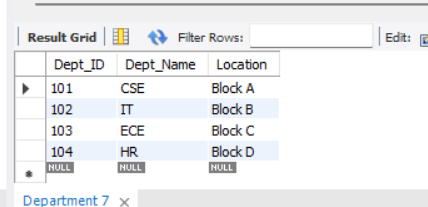 Result Grid Filter Rows: Edit:
Dept_ID Dept_Name Location
101 CSE Block A
102 IT Block B
103 ECE Block C
104 HR Block D
NULL NULL NULL
Department 7 ×